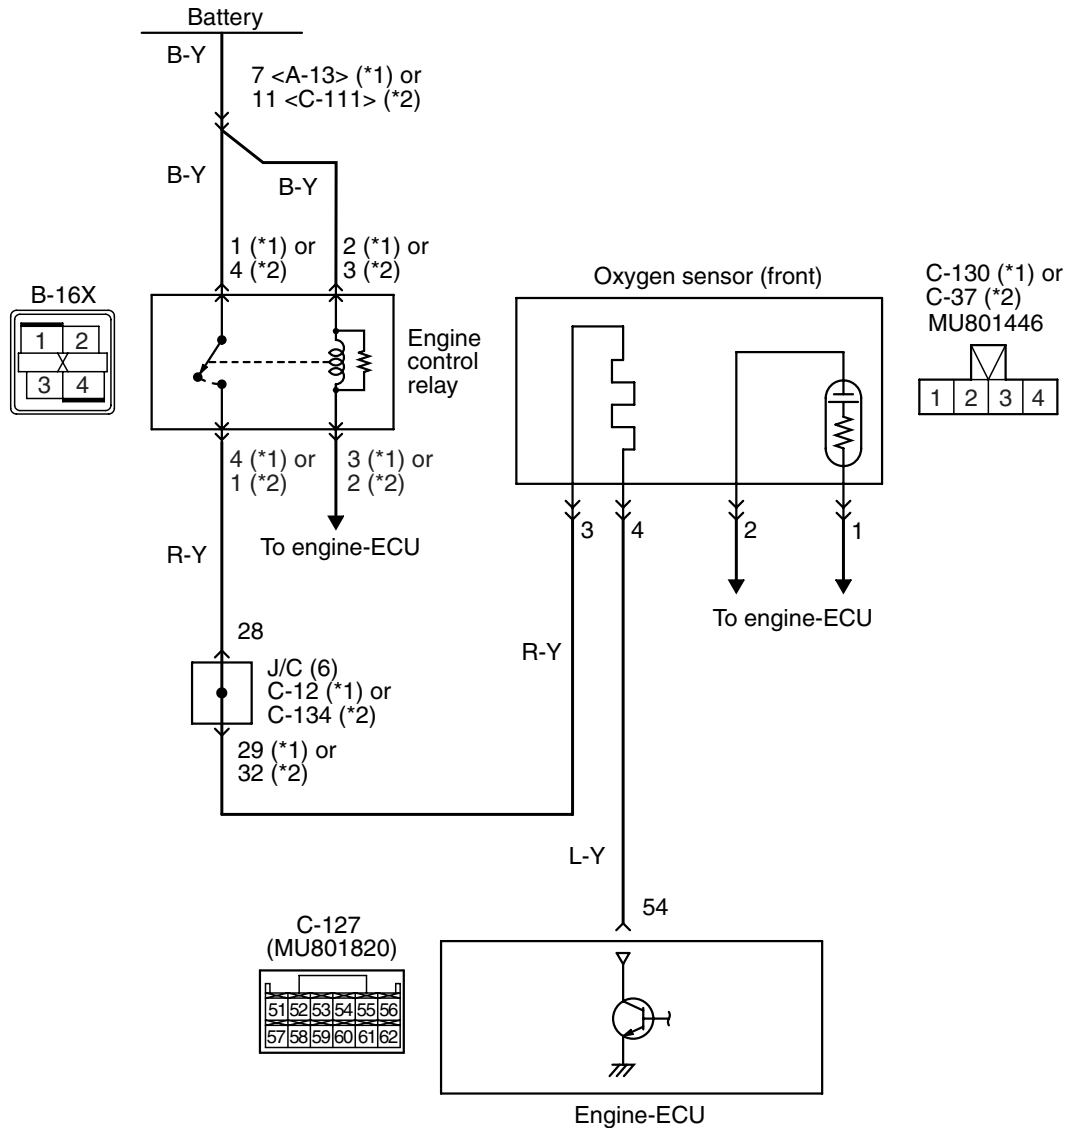 Battery
B-Y
7 <A-13> (*1) or
11 <C-111> (*2)
B-Y
B-Y
1 (*1) or
4 (*2)
2 (*1) or
3 (*2)
B-16X
1 2
3 4
Engine
control
relay
4 (*1) or
1 (*2)
3 (*1) or
2 (*2)
To engine-ECU
Oxygen sensor (front)
C-130 (*1) or
C-37 (*2)
MU801446
1 2 3 4
3
4
2
1
To engine-ECU
R-Y
28
J/C (6)
C-12 (*1) or
C-134 (*2)
29 (*1) or
32 (*2)
R-Y
L-Y
54
C-127
(MU801820)
51 52 53 54 55 56
57 58 59 60 61 62
Engine-ECU